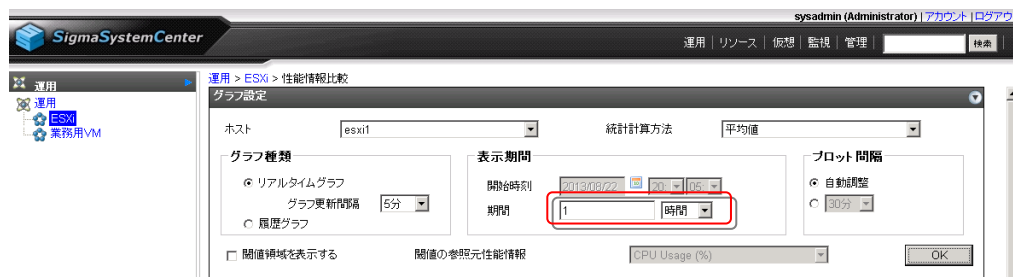 sysadmin (Administrator) | アカウント | ログアウ
SigmaSystemCenter
運用 | リソース | 仮想 | 監視 | 管理 | 検索 |
運用
運用
ESXi
業務用VM
運用 > ESXi > 性能情報比較
グラフ設定
ホスト esxi1 統計計算方法 平均値
グラフ種類 表示期間 プロット間隔
リアルタイムグラフ 開始時刻 2013/08/22 20: 05: 自動調整
グラフ更新間隔 5分 期間 1 時間 30分
履歴グラフ
閾値領域を表示する 閾値の参照元性能情報 CPU Usage (%) OK